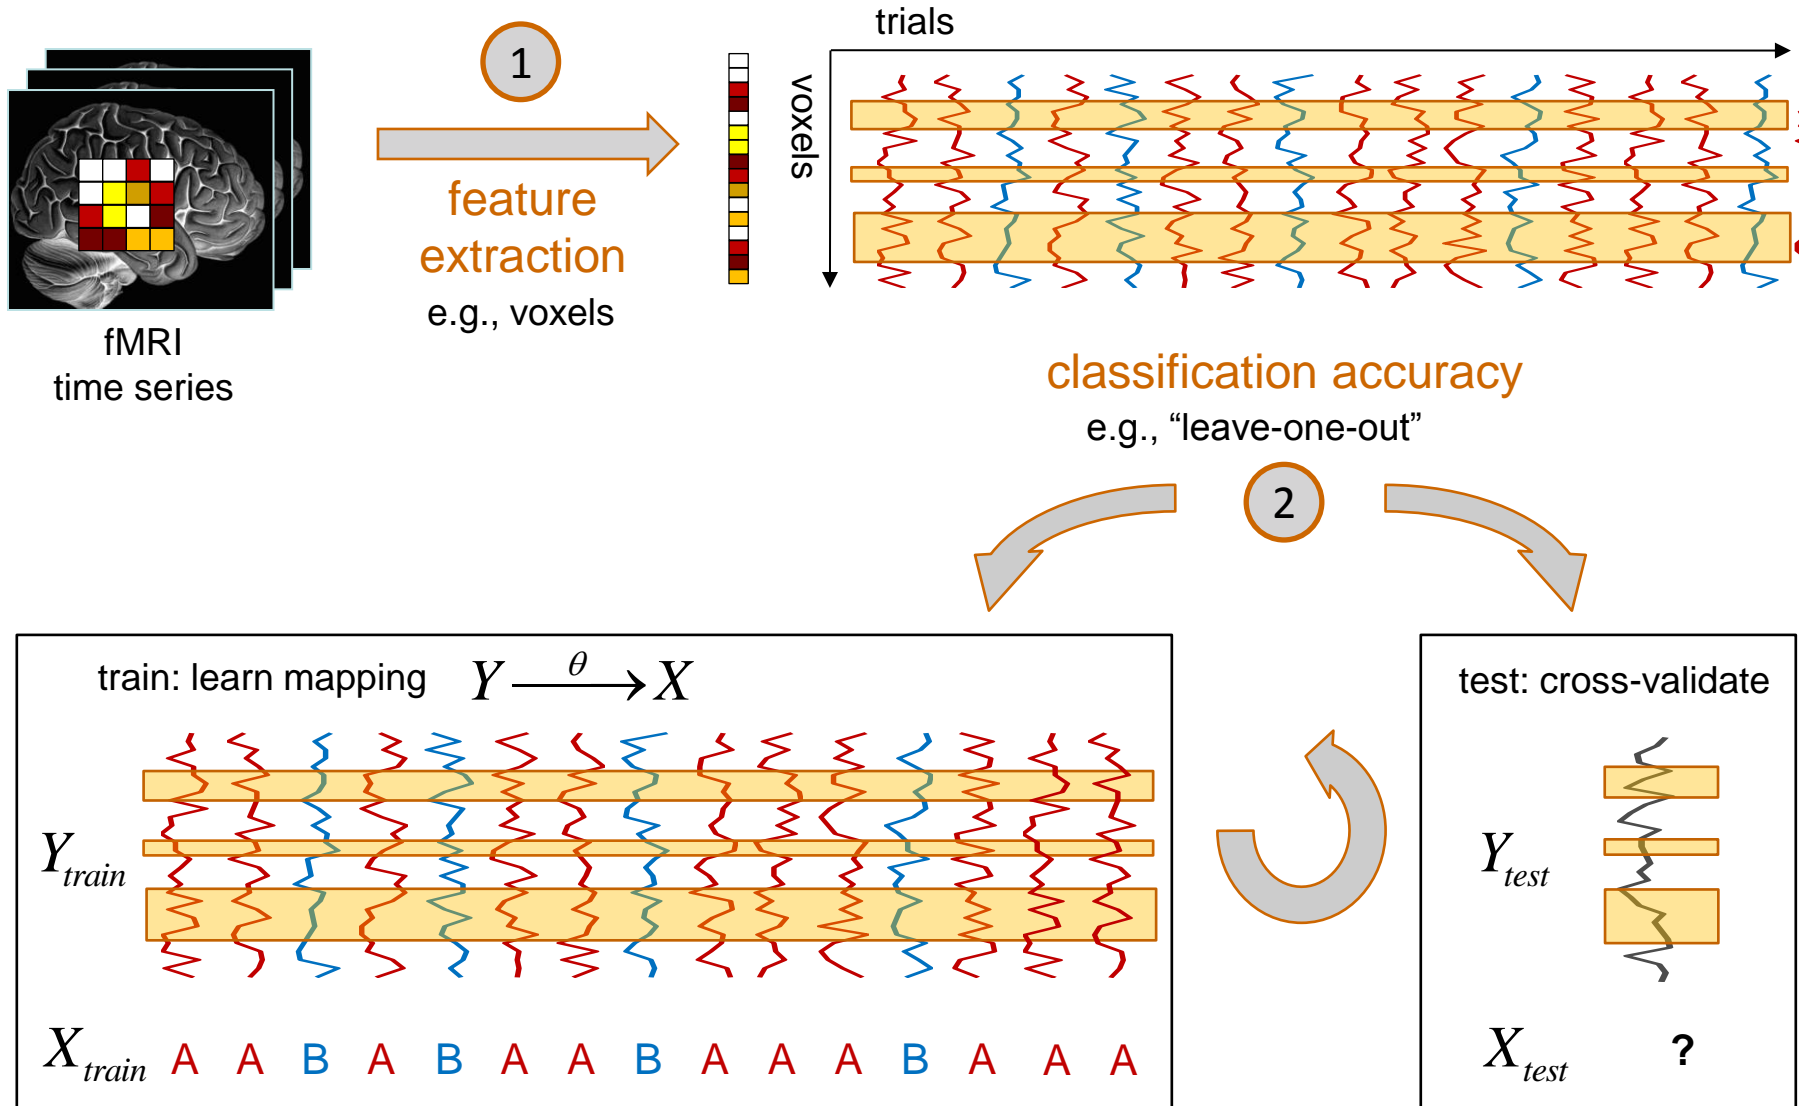 trials
1
voxels
feature
extraction
e.g., voxels
fMRI
time series
classification accuracy
e.g., “leave-one-out”
2
train: learn mapping Y θ X
Y train
X train A A B A B A A B A A A B A A A
test: cross-validate
Y test
X test ?